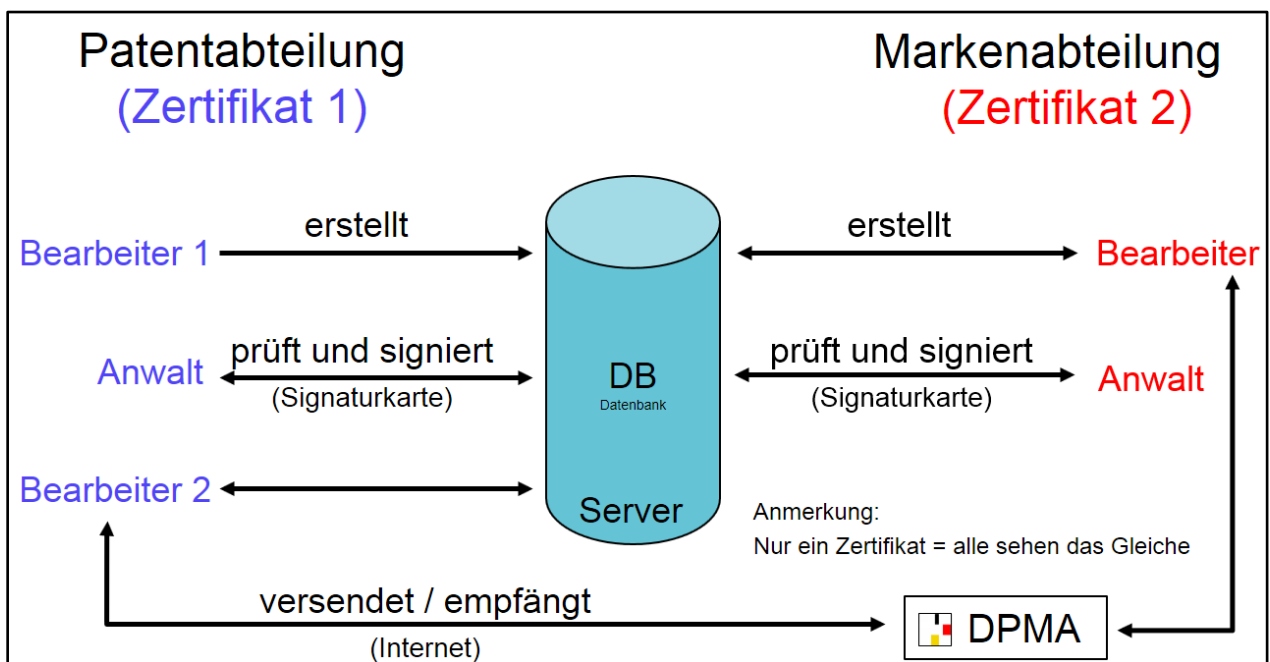 Patentabteilung
(Zertifikat 1)
Markenabteilung
(Zertifikat 2)
Bearbeiter 1
erstellt
erstellt
Bearbeiter
Anwalt
prüft und signiert
(Signaturkarte)
DB
Datenbank
prüft und signiert
(Signaturkarte)
Anwalt
Bearbeiter 2
Server
Anmerkung:
Nur ein Zertifikat = alle sehen das Gleiche
versendet / empfängt
(Internet)
DPMA